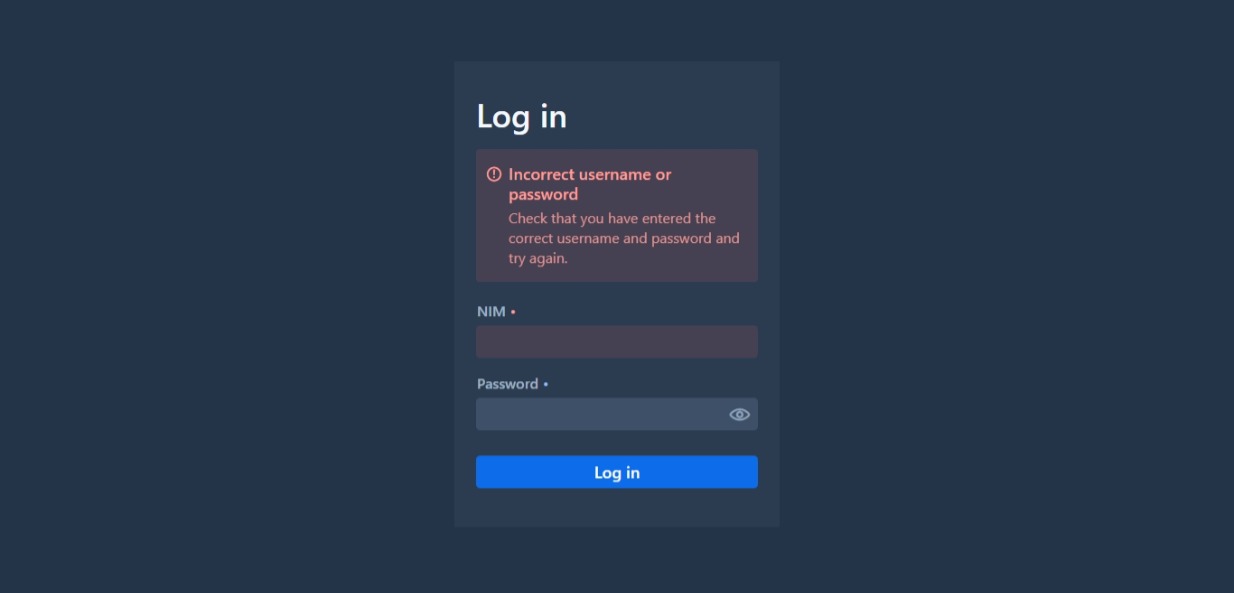 Log in
Incorrect username or
password
Check that you have entered the
correct username and password and
try again.
NIM •
Password •
Log in